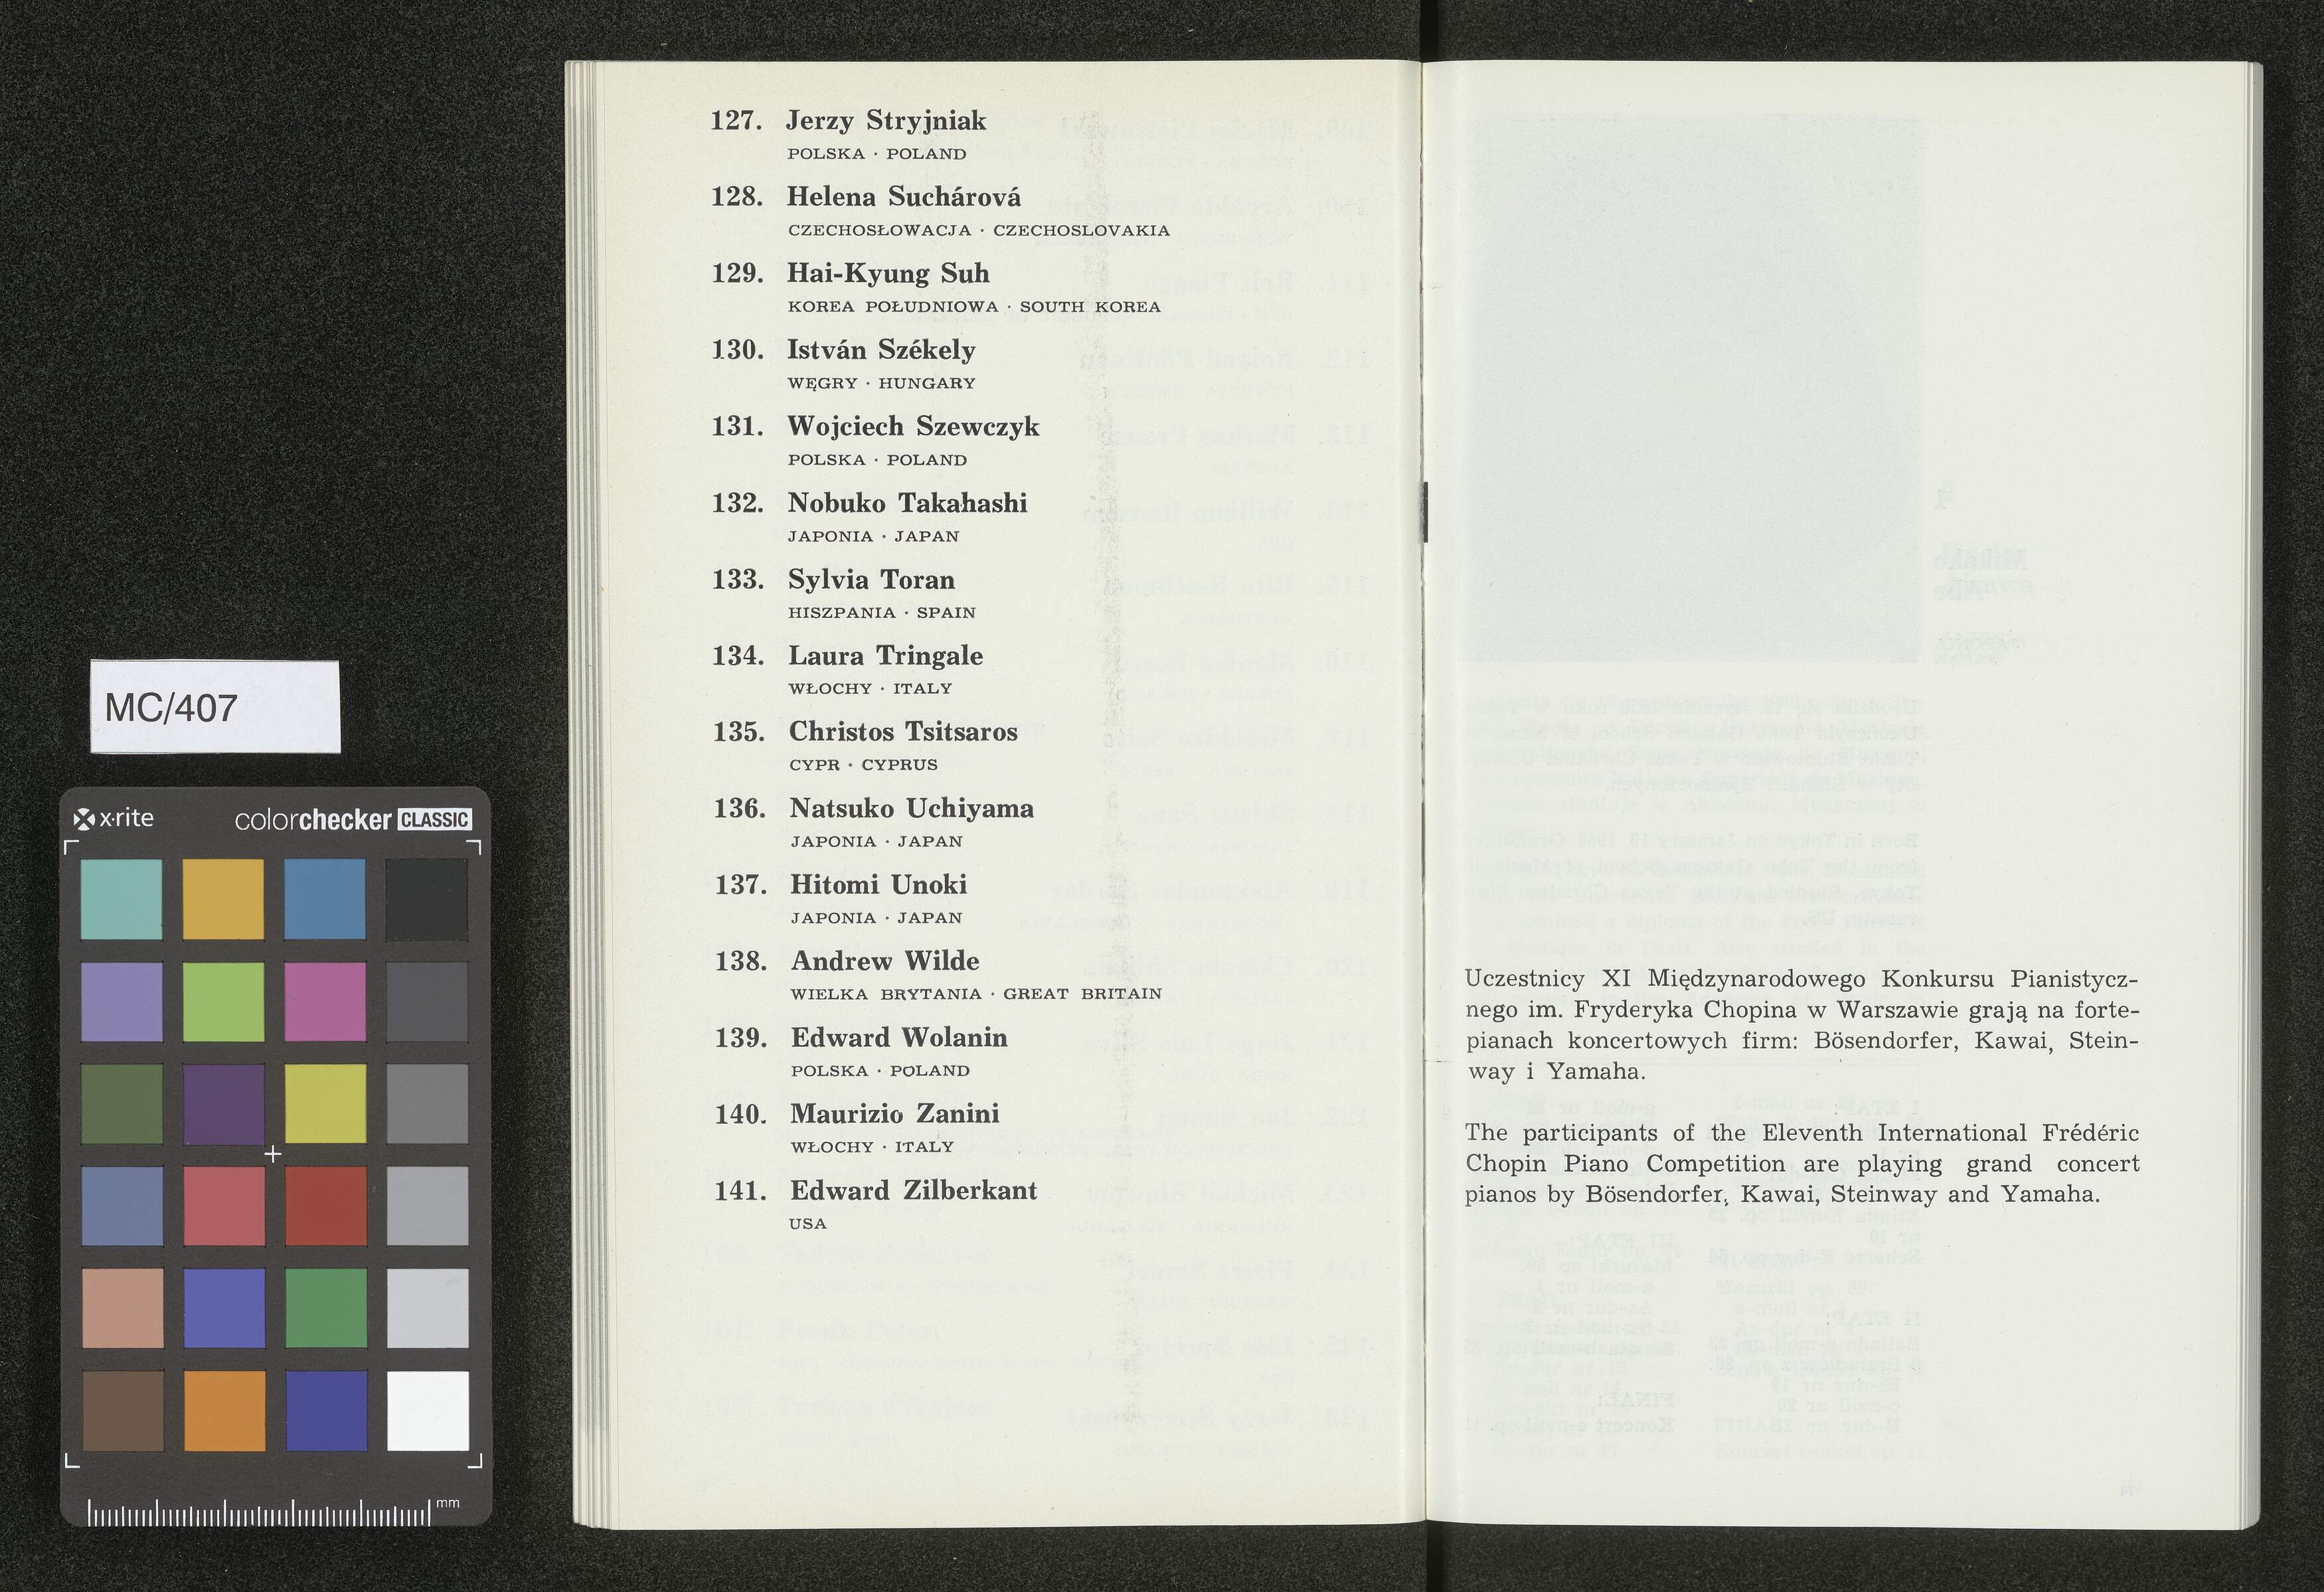 127. Jerzy Stryjniak
POLSKA · POLAND
128. Helena Suchárová
CZECHOSŁOWACJA · CZECHOSLOVAKIA
129. Hai-Kyung Suh
KOREA POŁUDNIOWA · SOUTH KOREA
130. István Székely
WĘGRY · HUNGARY
131. Wojciech Szewczyk
POLSKA · POLAND
132. Nobuko Takahashi
JAPONIA · JAPAN
133. Sylvia Toran
HISZPANIA · SPAIN
134. Laura Tringale
WŁOCHY · ITALY
135. Christos Tsitsaros
CYPR · CYPRUS
136. Natsuko Uchiyama
JAPONIA · JAPAN
137. Hitomi Unoki
JAPONIA · JAPAN
138. Andrew Wilde
WIELKA BRYTANIA · GREAT BRITAIN
139. Edward Wolanin
POLSKA · POLAND
140. Maurizio Zanini
WŁOCHY · ITALY
141. Edward Zilberkant
USA
Uczestnicy XI Międzynarodowego Konkursu Pianistycz-
nego im. Fryderyka Chopina w Warszawie grają na forte-
pianach koncertowych firm: Bösendorfer, Kawai, Stein-
way i Yamaha.
The participants of the Eleventh International Frédéric
Chopin Piano Competition are playing grand concert
pianos by Bösendorfer, Kawai, Steinway and Yamaha.
MC/407
x·rite colorchecker CLASSIC
mm